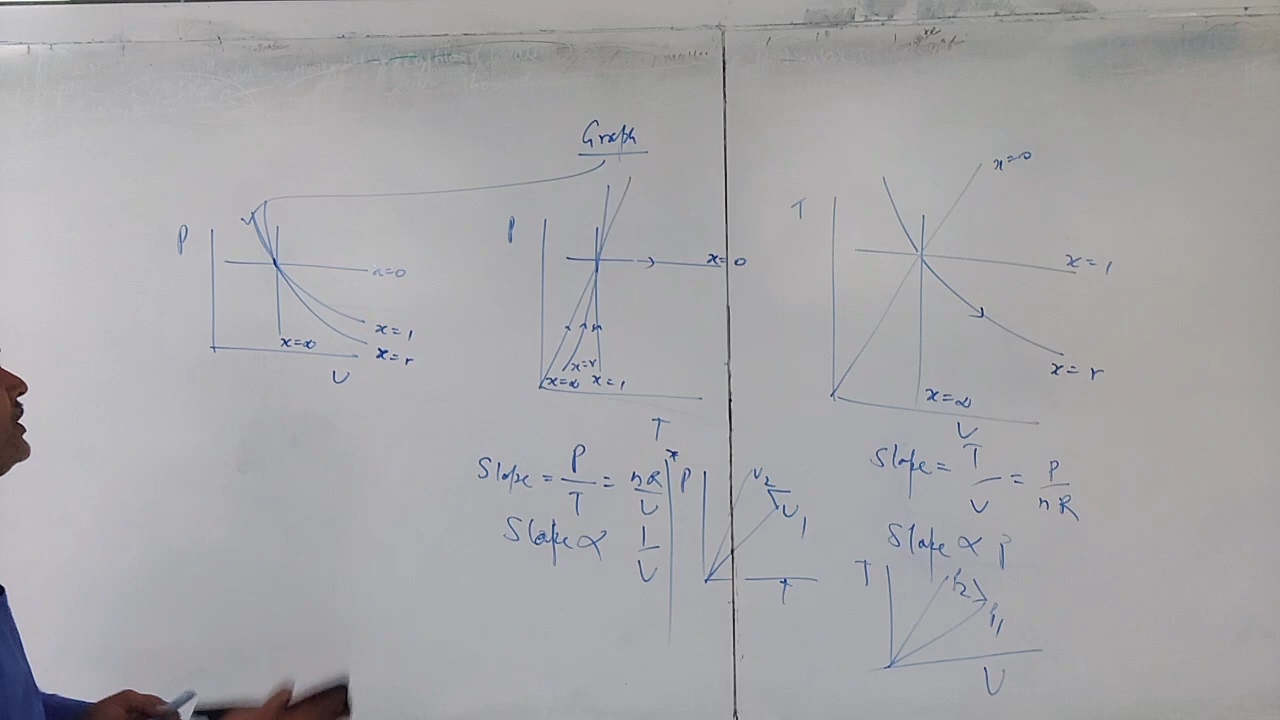 Graph
P
x=0
x=1
x=r
x=∞
V
P
x=0
x=r
x=∞ x=1
T
Slope = P/T = nR/V
Slope ∝ 1/V
P
V2
V1
T
T
x=0
x=1
x=r
x=∞
V
Slope = T/V = P/nR
Slope ∝ P
T
P2
P1
V